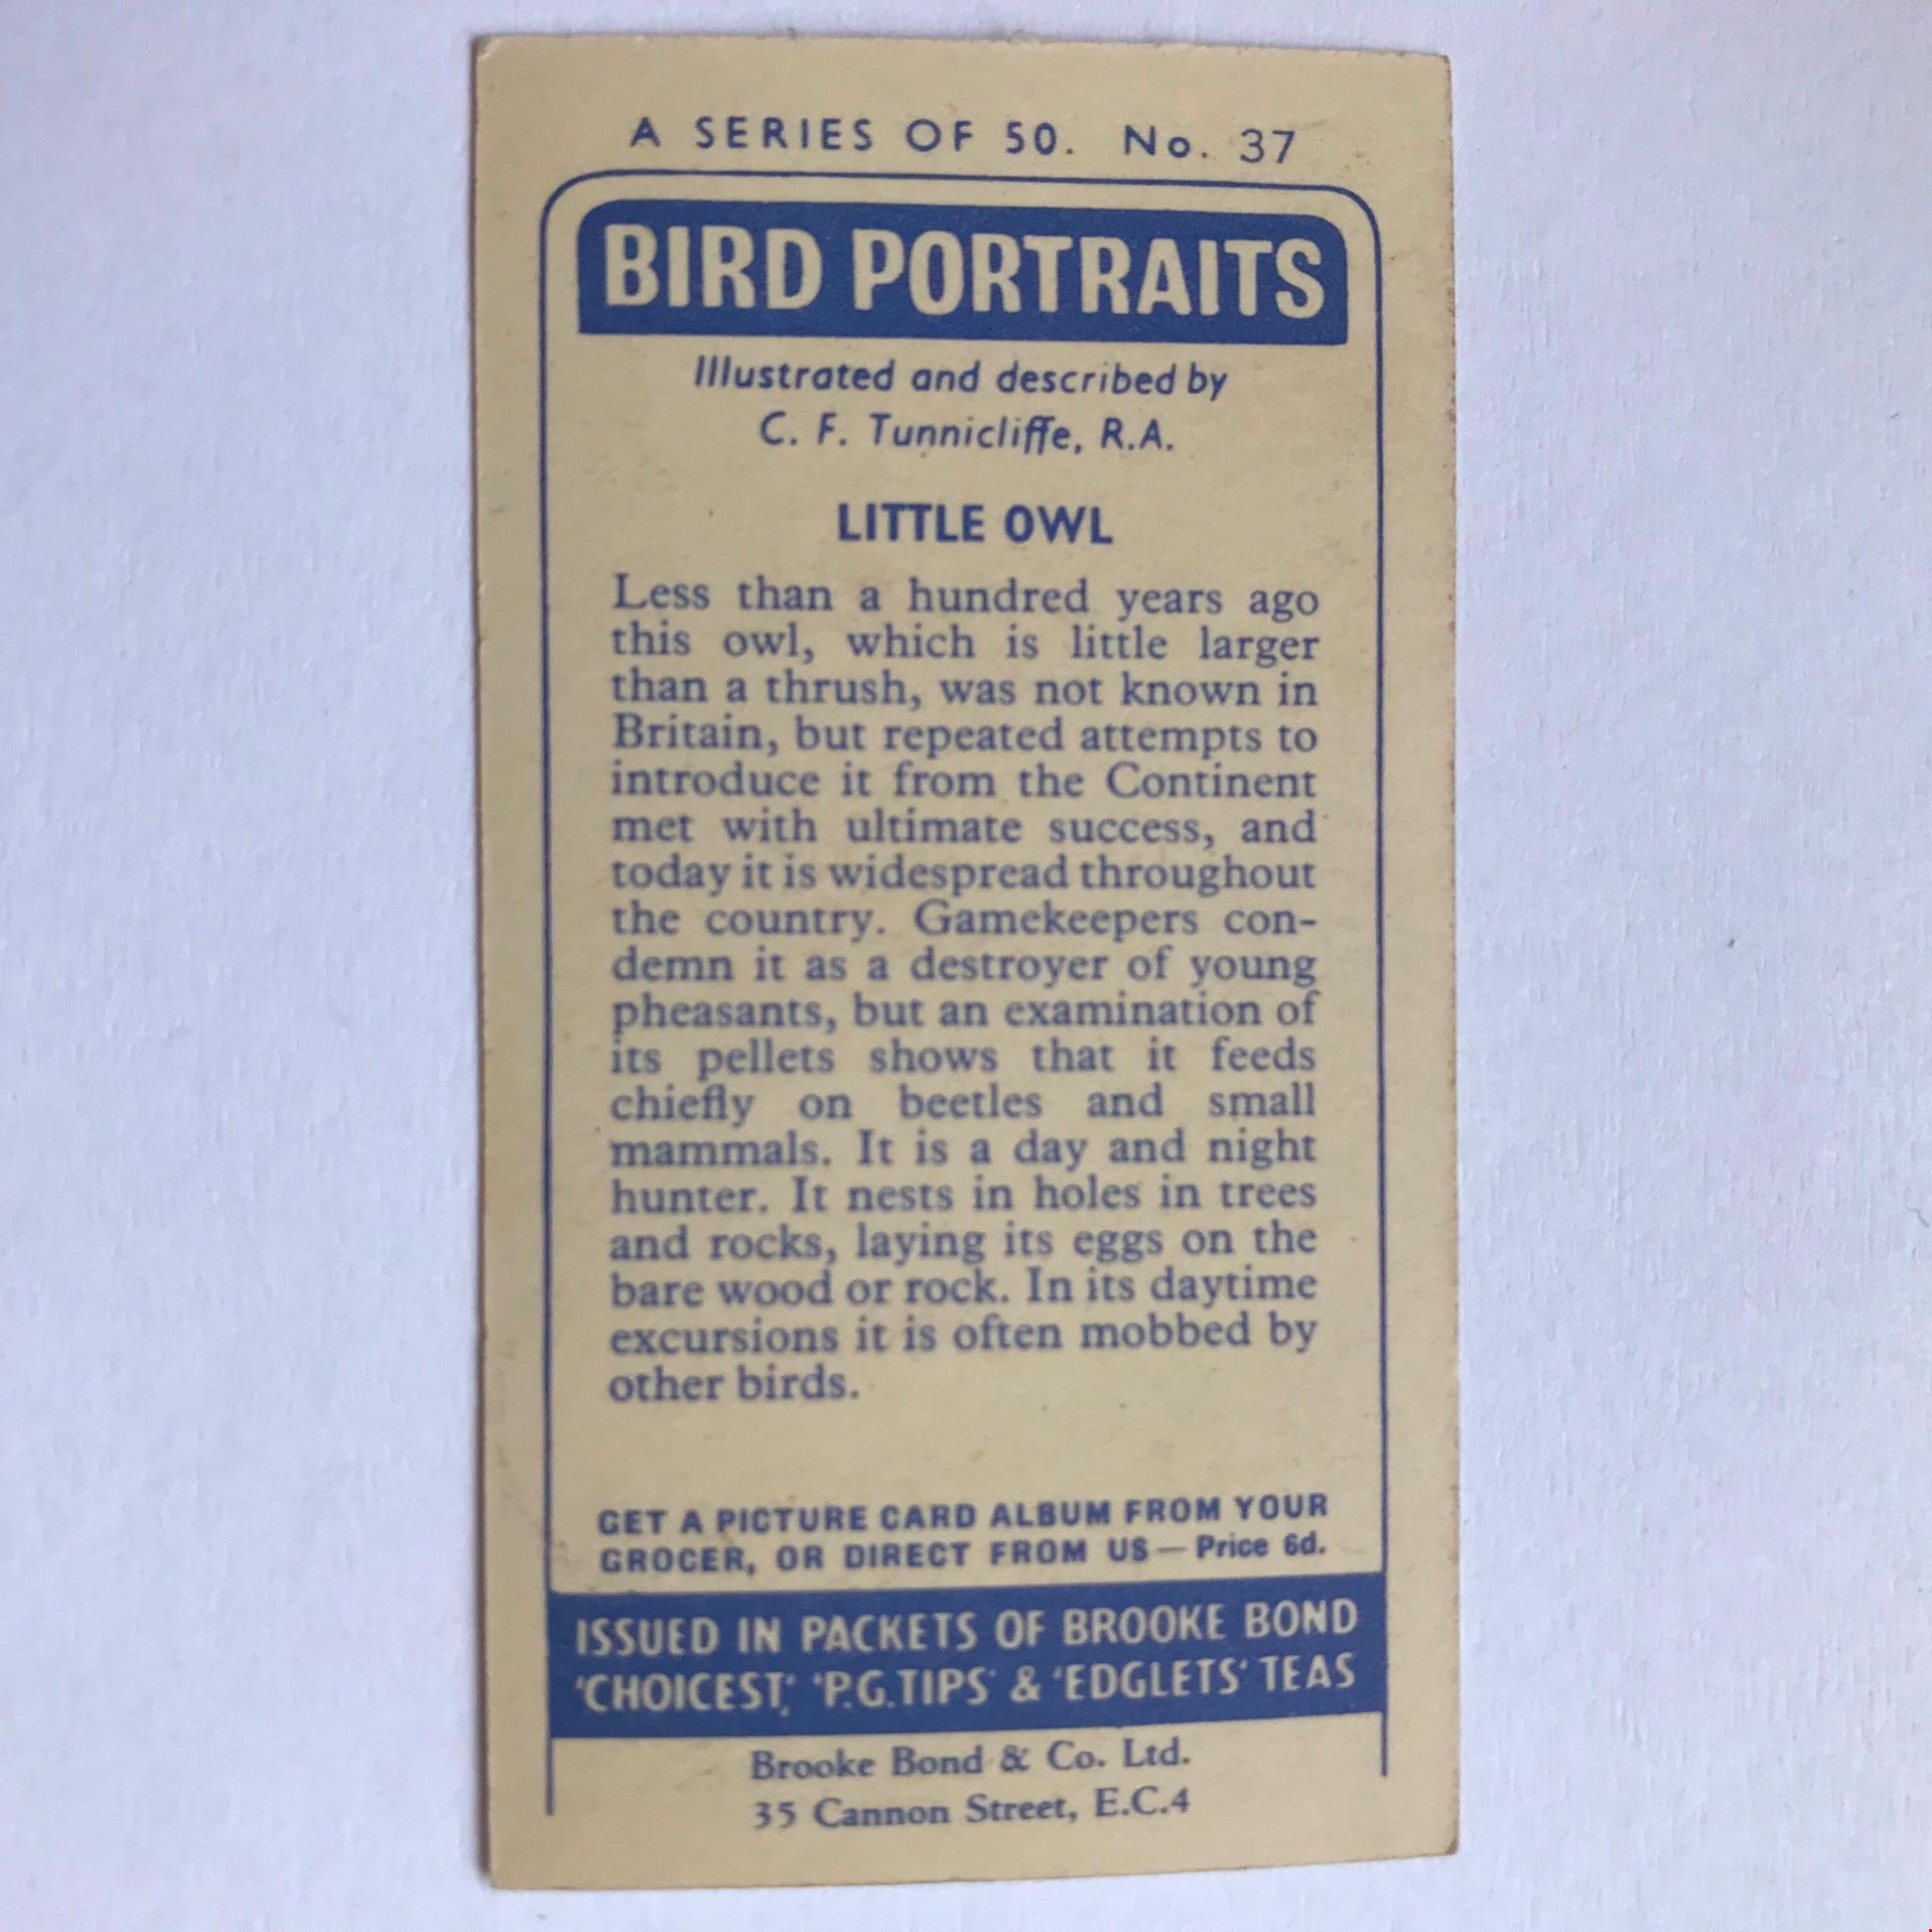 A SERIES OF 50. No. 37
BIRD PORTRAITS
Illustrated and described by
C. F. Tunnicliffe, R.A.
LITTLE OWL
Less than a hundred years ago
this owl, which is little larger
than a thrush, was not known in
Britain, but repeated attempts to
introduce it from the Continent
met with ultimate success, and
today it is widespread throughout
the country. Gamekeepers con-
demn it as a destroyer of young
pheasants, but an examination of
its pellets shows that it feeds
chiefly on beetles and small
mammals. It is a day and night
hunter. It nests in holes in trees
and rocks, laying its eggs on the
bare wood or rock. In its daytime
excursions it is often mobbed by
other birds.
GET A PICTURE CARD ALBUM FROM YOUR
GROCER, OR DIRECT FROM US — Price 6d.
ISSUED IN PACKETS OF BROOKE BOND
'CHOICEST', 'P.G.TIPS' & 'EDGLETS' TEAS
Brooke Bond & Co. Ltd.
35 Cannon Street, E.C.4